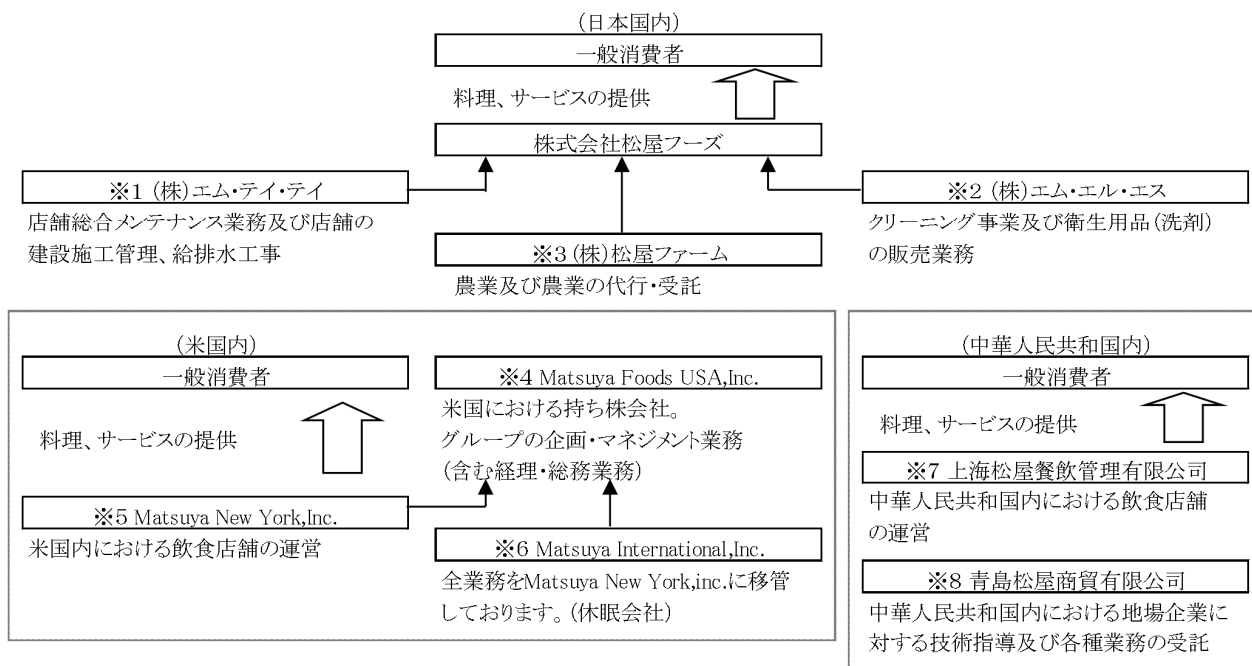 (日本国内)
一般消費者
料理、サービスの提供
株式会社松屋フーズ
※1 (株)エム・テイ・テイ
店舗総合メンテナンス業務及び店舗の
建設施工管理、給排水工事
※2 (株)エム・エル・エス
クリーニング事業及び衛生用品(洗剤)
の販売業務
※3 (株)松屋ファーム
農業及び農業の代行・受託
(米国内)
一般消費者
料理、サービスの提供
※4 Matsuya Foods USA,Inc.
米国における持ち株会社。
グループの企画・マネジメント業務
(含む経理・総務業務)
※5 Matsuya New York,Inc.
米国内における飲食店舗の運営
※6 Matsuya International,Inc.
全業務をMatsuya New York,inc.に移管
しております。(休眠会社)
(中華人民共和国内)
一般消費者
料理、サービスの提供
※7 上海松屋餐飲管理有限公司
中華人民共和国内における飲食店舗
の運営
※8 青島松屋商貿有限公司
中華人民共和国内における地場企業に
対する技術指導及び各種業務の受託